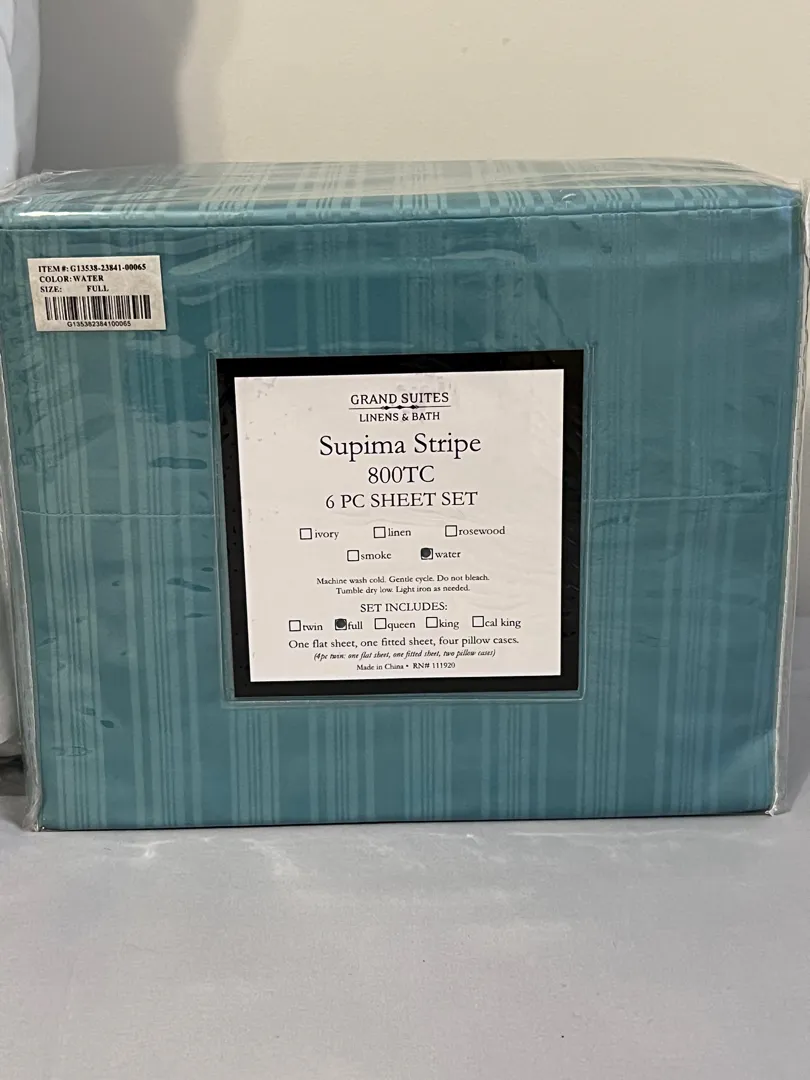 ITEM #: G13538-23841-00065
COLOR: WATER
SIZE: FULL
G135382384100065
GRAND SUITES
LINENS & BATH
Supima Stripe
800TC
6 PC SHEET SET
ivory linen rosewood
smoke water
Machine wash cold. Gentle cycle. Do not bleach.
Tumble dry low. Light iron as needed.
SET INCLUDES:
twin full queen king cal king
One flat sheet, one fitted sheet, four pillow cases.
(4pc twin: one flat sheet, one fitted sheet, two pillow cases)
Made in China • RN# 111920